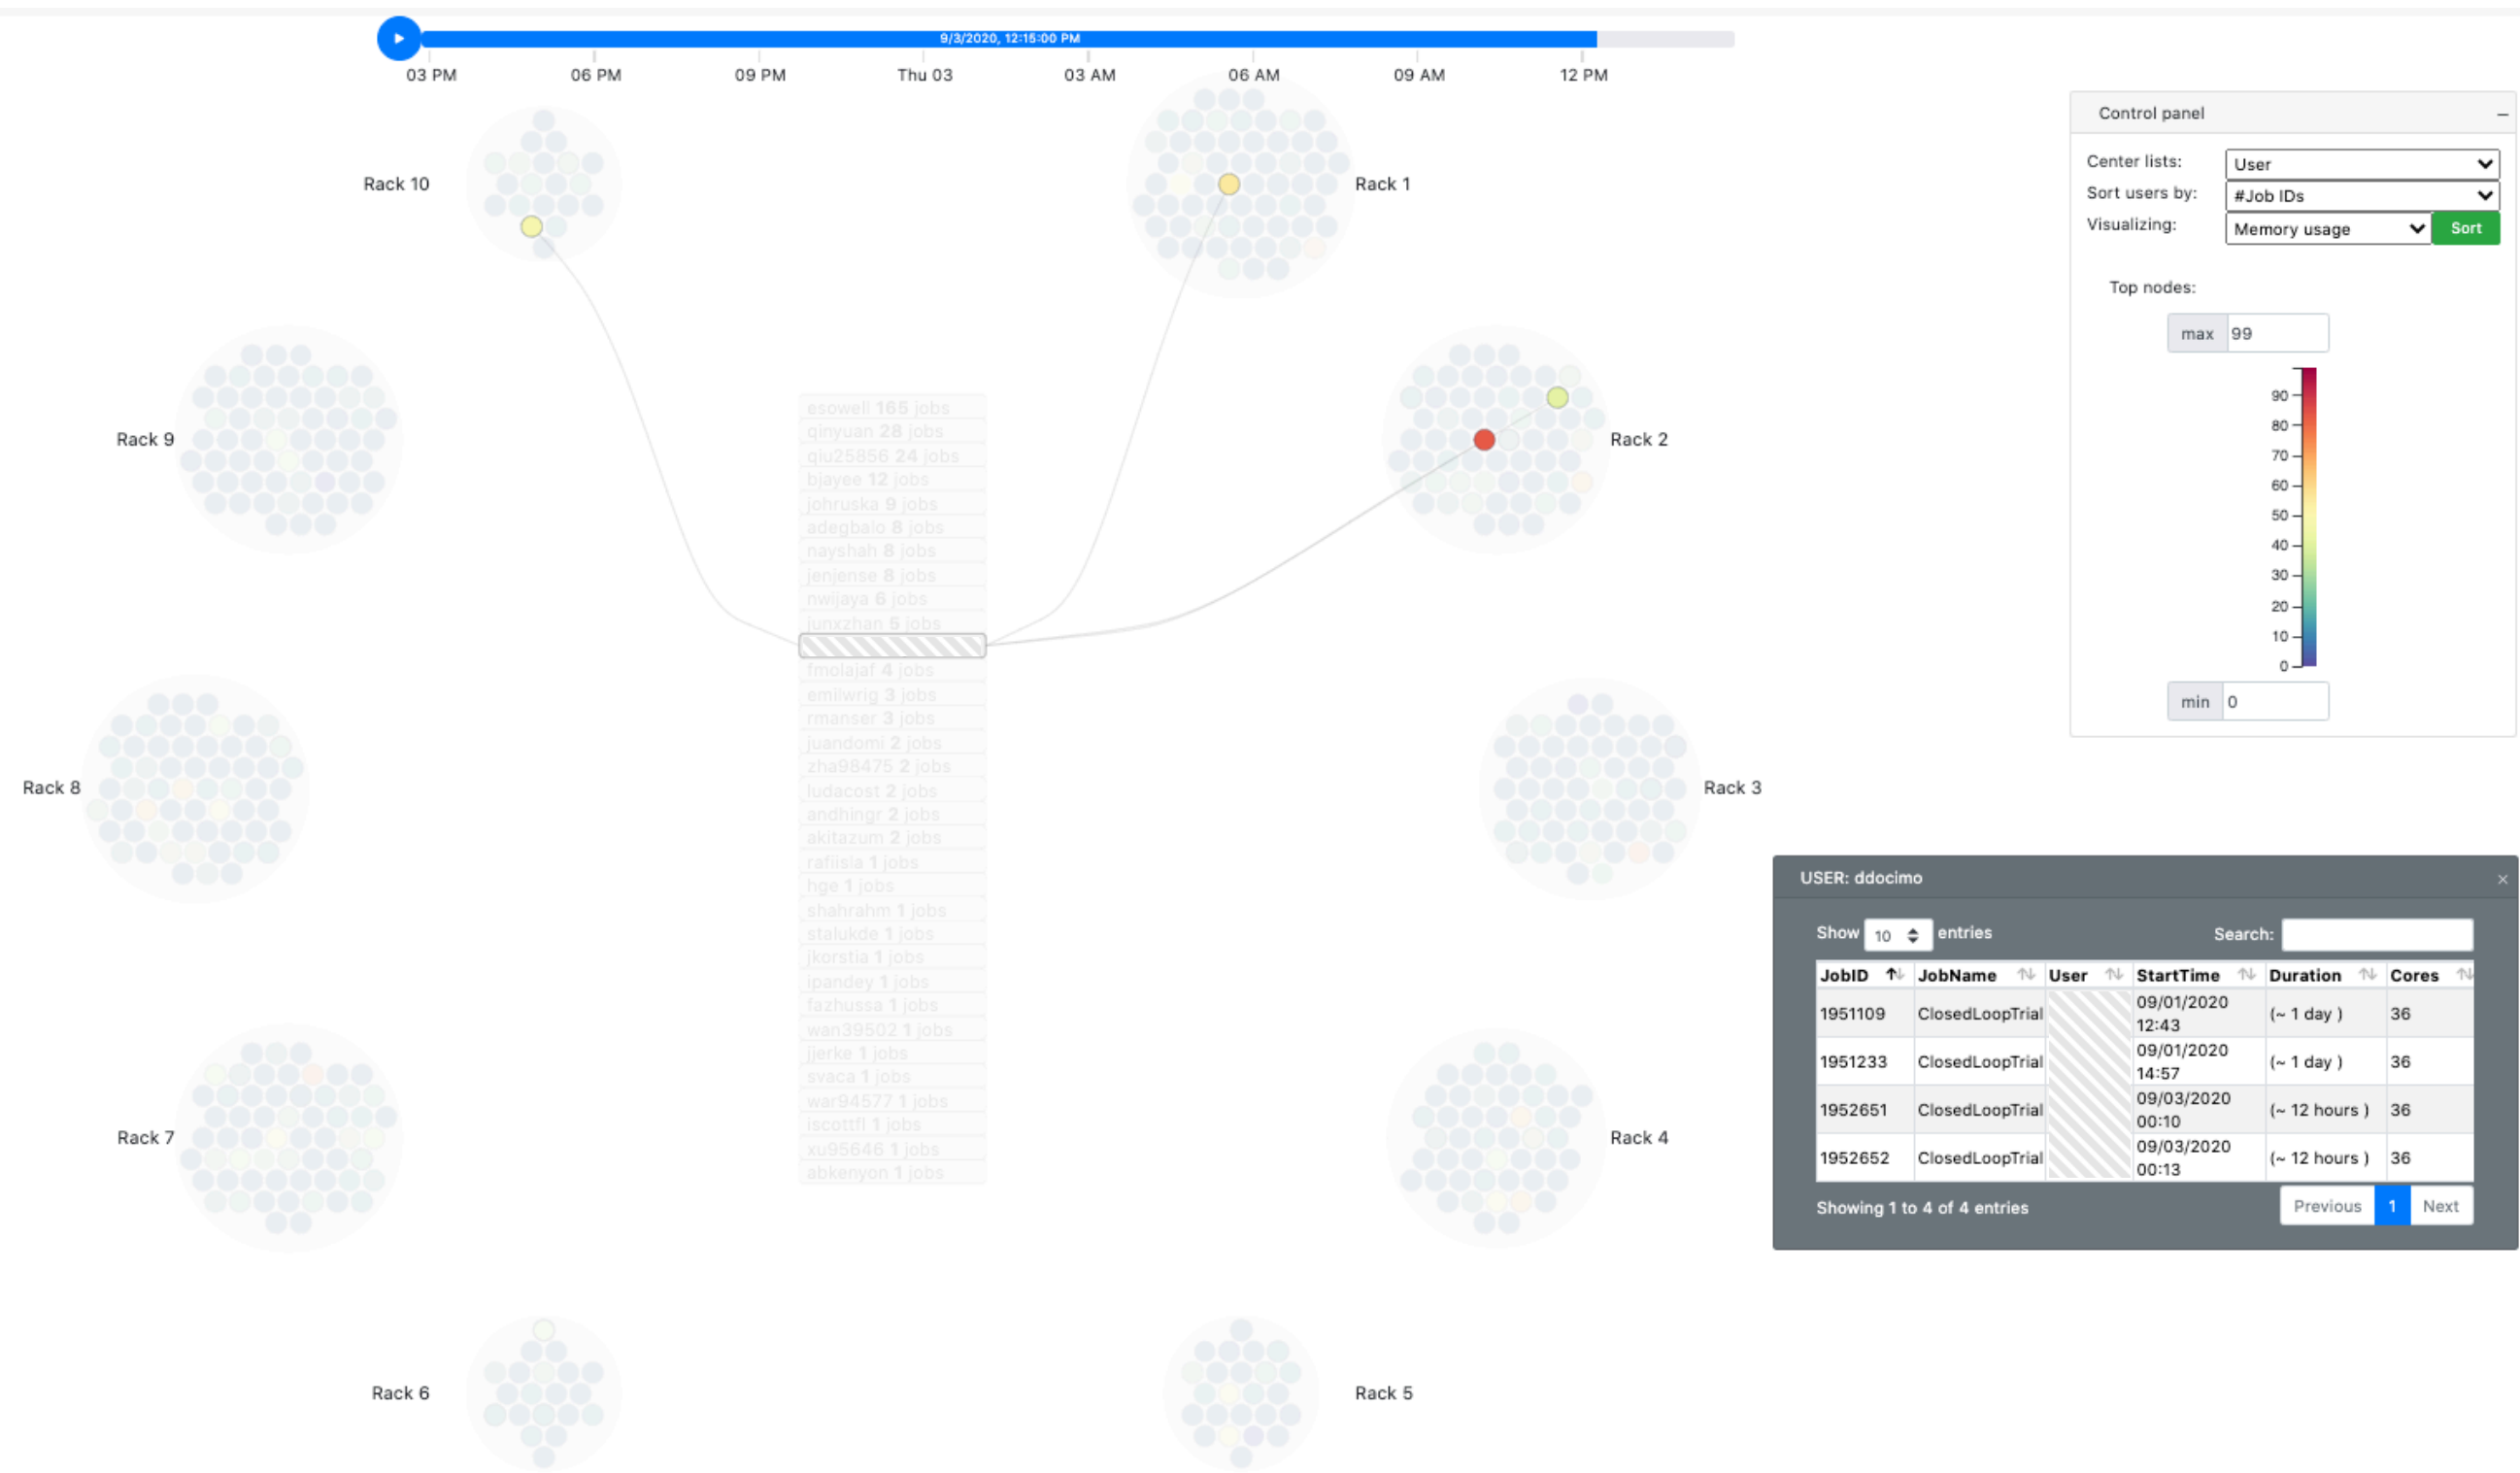 9/3/2020, 12:15:00 PM
03 PM 06 PM 09 PM Thu 03 03 AM 06 AM 09 AM 12 PM
Control panel
Center lists: User
Sort users by: #Job IDs
Visualizing: Memory usage Sort
Top nodes:
max 99
90
80
70
60
50
40
30
20
10
0
min 0
Rack 10
Rack 1
Rack 9
Rack 2
Rack 8
Rack 3
Rack 7
Rack 4
Rack 6
Rack 5
esowell 165 jobs
qinyuan 28 jobs
qiu25856 24 jobs
bjayee 12 jobs
johruska 9 jobs
adegbalo 8 jobs
nayshah 8 jobs
jenjense 8 jobs
nwijaya 6 jobs
junxzhan 5 jobs
fmolajaf 4 jobs
emilwrig 3 jobs
rmanser 3 jobs
juandomi 2 jobs
zha98475 2 jobs
ludacost 2 jobs
andhingr 2 jobs
akitazum 2 jobs
rafiisla 1 jobs
hge 1 jobs
shahrahm 1 jobs
stalukde 1 jobs
jkorstia 1 jobs
ipandey 1 jobs
fazhussa 1 jobs
wan39502 1 jobs
jjerke 1 jobs
svaca 1 jobs
war94577 1 jobs
iscottfl 1 jobs
xu95646 1 jobs
abkenyon 1 jobs
USER: ddocimo ×
Show 10 entries Search:
JobID JobName User StartTime Duration Cores
1951109 ClosedLoopTrial 09/01/2020 12:43 (~ 1 day ) 36
1951233 ClosedLoopTrial 09/01/2020 14:57 (~ 1 day ) 36
1952651 ClosedLoopTrial 09/03/2020 00:10 (~ 12 hours ) 36
1952652 ClosedLoopTrial 09/03/2020 00:13 (~ 12 hours ) 36
Showing 1 to 4 of 4 entries Previous 1 Next